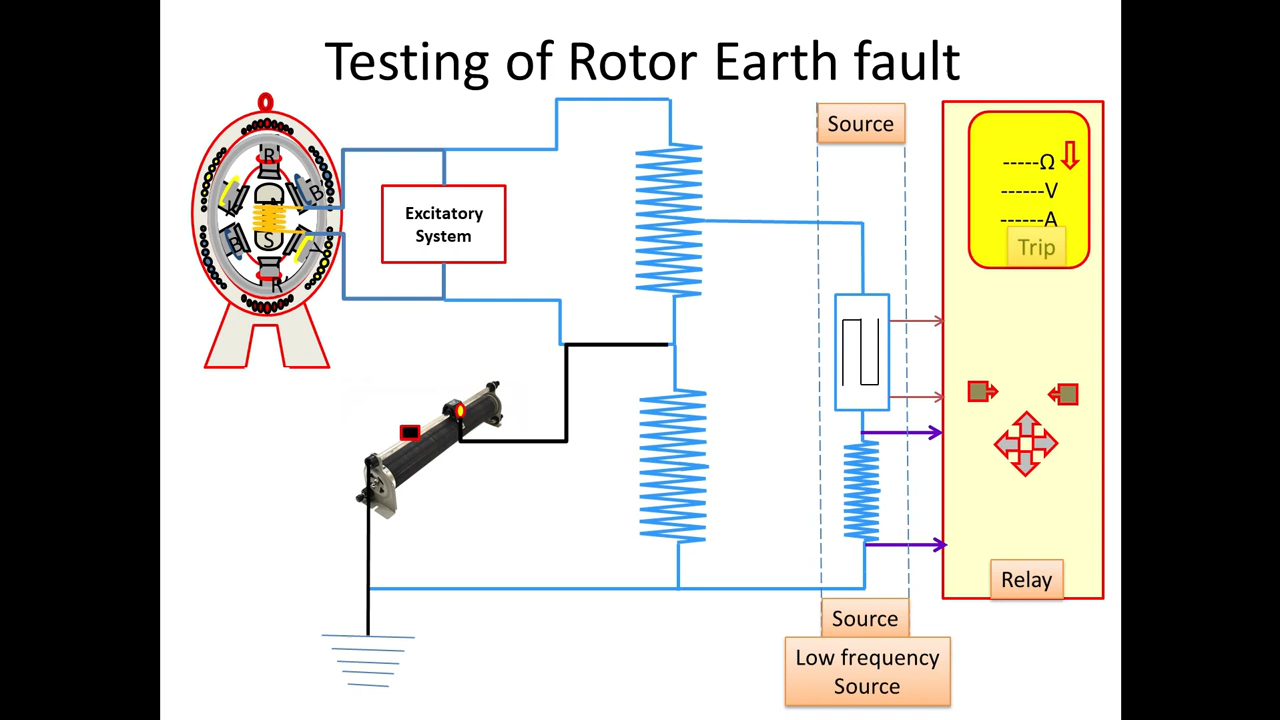 Testing of Rotor Earth fault
Source
-----Ω
------V
------A
Trip
R
B
Excitatory
System
S
B
Y
R
Relay
Source
Low frequency
Source